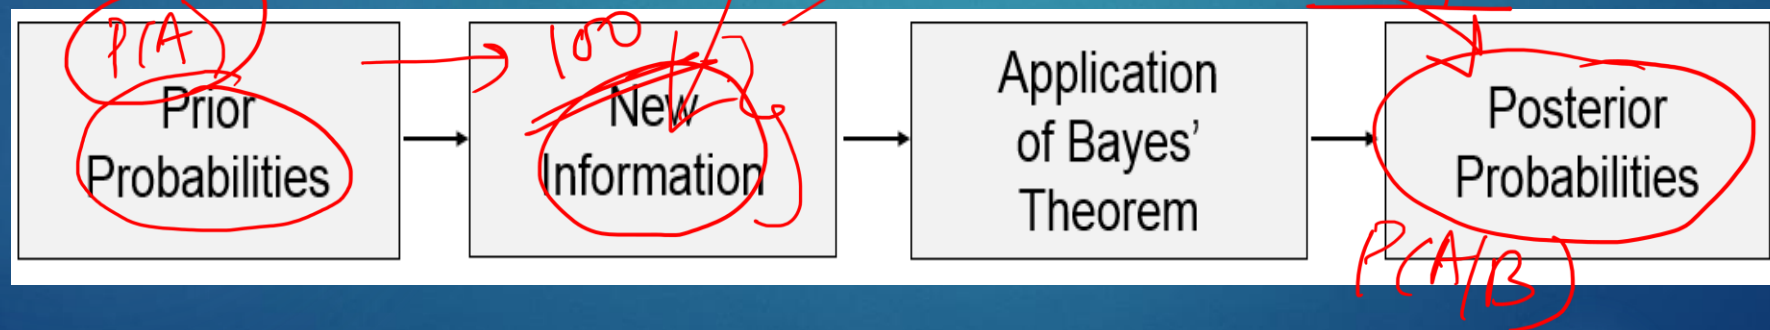 P(A)
Prior
Probabilities
100
New
Information
Application
of Bayes’
Theorem
Posterior
Probabilities
P(A/B)